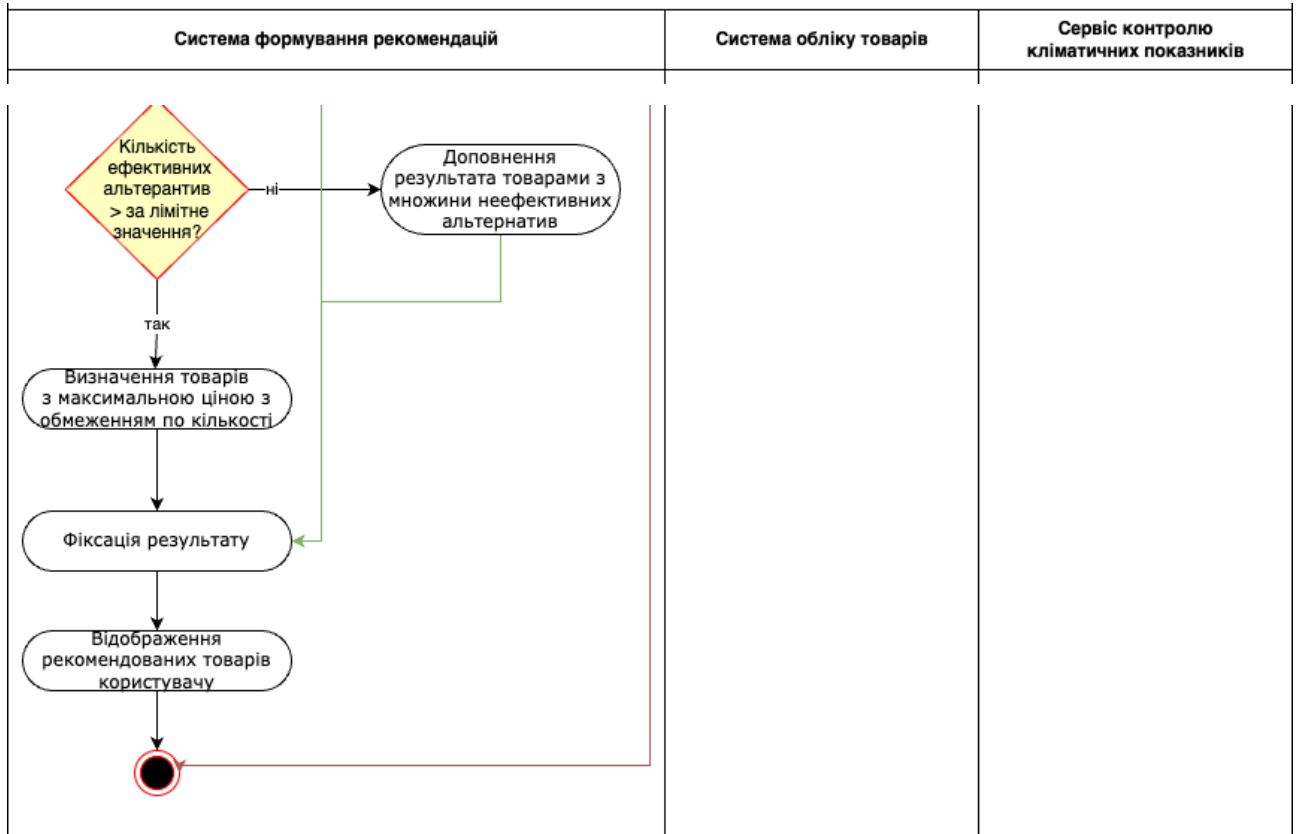 Система формування рекомендацій
Система обліку товарів
Сервіс контролю
кліматичних показників
Кількість
ефективних
альтерантив
> за лімітне
значення?
ні
Доповнення
результата товарами з
множини неефективних
альтернатив
так
Визначення товарів
з максимальною ціною з
обмеженням по кількості
Фіксація результату
Відображення
рекомендованих товарів
користувачу